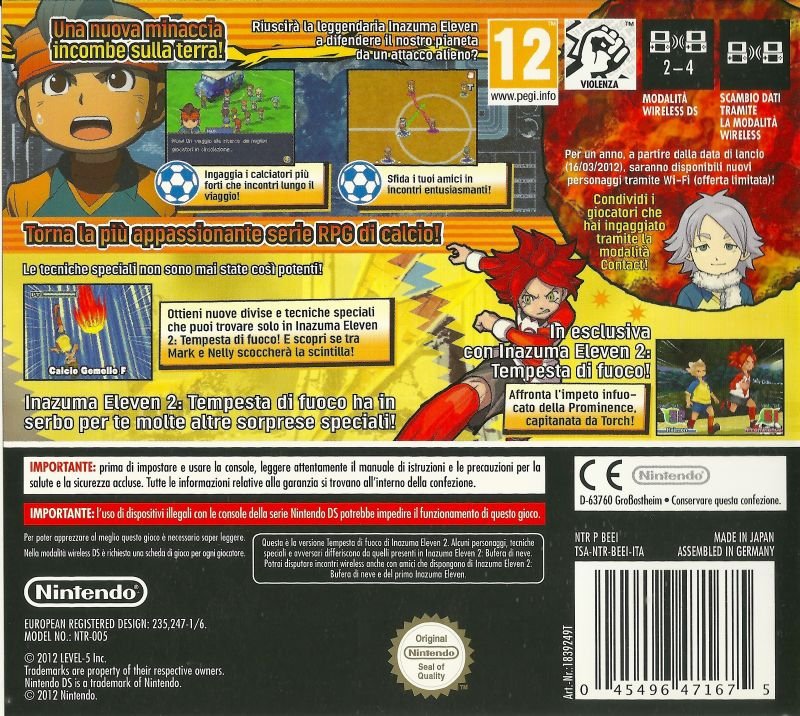 Una nuova minaccia
incombe sulla terra!
Riuscirà la leggendaria Inazuma Eleven
a difendere il nostro pianeta
da un attacco alieno?
12
www.pegi.info
VIOLENZA
2-4
MODALITÀ
WIRELESS DS
SCAMBIO DATI
TRAMITE
LA MODALITÀ
WIRELESS
Ingaggia i calciatori più
forti che incontri lungo il
viaggio!
Sfida i tuoi amici in
incontri entusiasmanti!
Per un anno, a partire dalla data di lancio
(16/03/2012), saranno disponibili nuovi
personaggi tramite Wi-Fi (offerta limitata)!
Condividi i
giocatori che
hai ingaggiato
tramite la
modalità
Contact!
Torna la più appassionante serie RPG di calcio!
Le tecniche speciali non sono mai state così potenti!
Calcio Gemello F
Ottieni nuove divise e tecniche speciali
che puoi trovare solo in Inazuma Eleven
2: Tempesta di fuoco! E scopri se tra
Mark e Nelly scoccherà la scintilla!
In esclusiva
con Inazuma Eleven 2:
Tempesta di fuoco!
Affronta l'impeto infuo-
cato della Prominence,
capitanata da Torch!
Inazuma Eleven 2: Tempesta di fuoco ha in
serbo per te molte altre sorprese speciali!
IMPORTANTE: prima di impostare e usare la console, leggere attentamente il manuale di istruzioni e le precauzioni per la
salute e la sicurezza accluse. Tutte le informazioni relative alla garanzia si trovano all'interno della confezione.
IMPORTANTE: l'uso di dispositivi illegali con le console della serie Nintendo DS potrebbe impedire il funzionamento di questo gioco.
Per poter apprezzare al meglio questo gioco è necessario saper leggere.
Nella modalità wireless DS è richiesta una scheda di gioco per ogni giocatore.
Questa è la versione Tempesta di fuoco di Inazuma Eleven 2. Alcuni personaggi, tecniche
speciali e avversari differiscono da quelli presenti in Inazuma Eleven 2: Bufera di neve.
Potrai disputare incontri wireless anche con amici che dispongono di Inazuma Eleven 2:
Bufera di neve e del primo Inazuma Eleven.
CE Nintendo
D-63760 Großostheim • Conservare questa confezione.
NTR P BEEI
TSA-NTR-BEEI-ITA
MADE IN JAPAN
ASSEMBLED IN GERMANY
Nintendo
EUROPEAN REGISTERED DESIGN: 235,247-1/6.
MODEL NO.: NTR-005
© 2012 LEVEL-5 Inc.
Trademarks are property of their respective owners.
Nintendo DS is a trademark of Nintendo.
© 2012 Nintendo.
Original
Nintendo
Seal of
Quality
Art.-Nr.: 1839249T
0 45496 47167 5